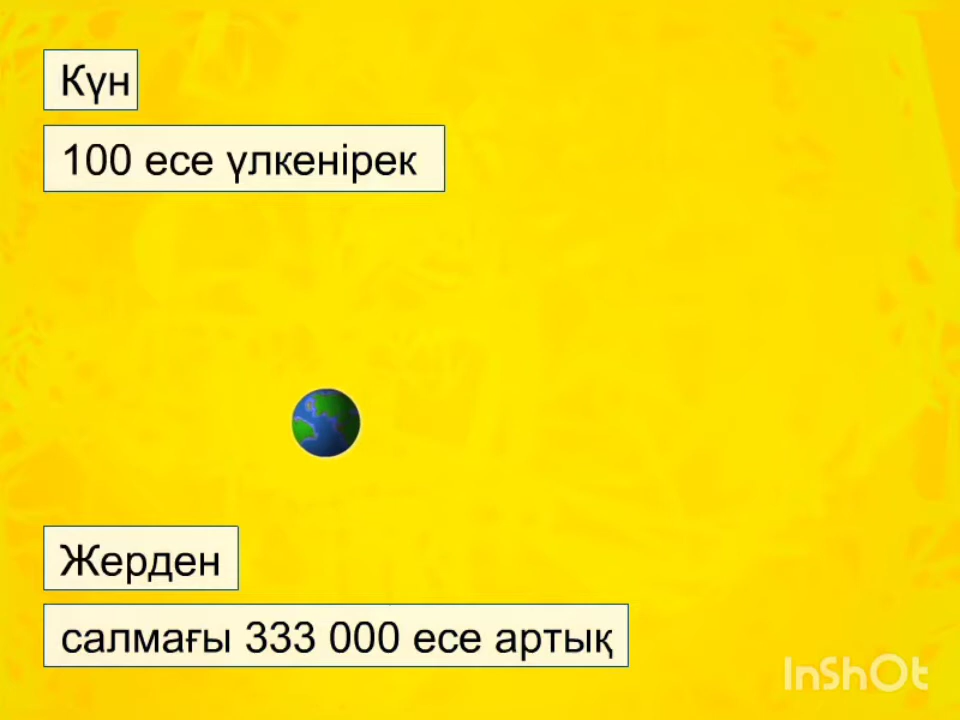 Күн
100 есе үлкенірек
Жерден
салмағы 333 000 есе артық
InShOt